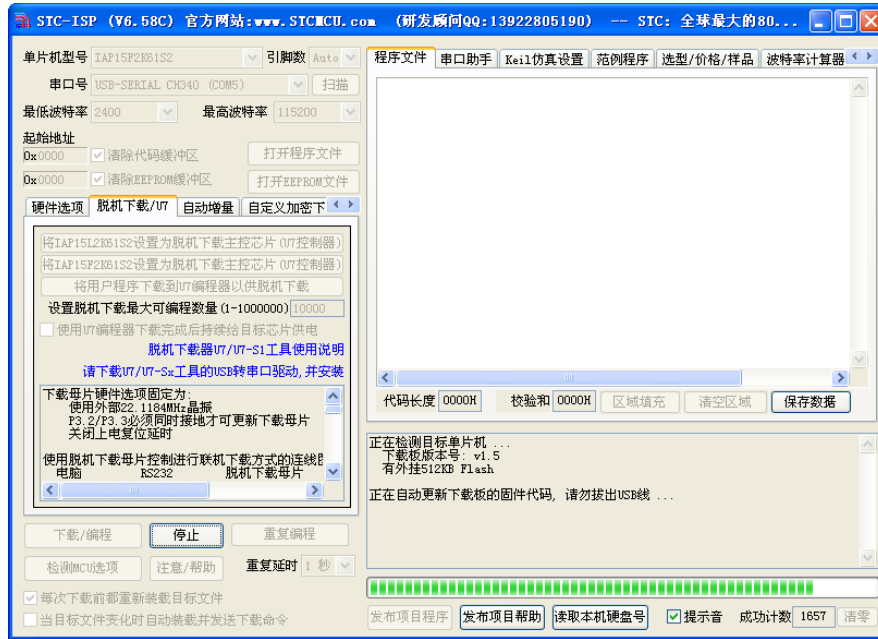 STC-ISP (V6.58C) 官方网站:www.STCMCU.com (研发顾问QQ:13922805190) -- STC: 全球最大的80...
单片机型号 IAP15F2K61S2 引脚数 Auto
串口号 USB-SERIAL CH340 (COM5) 扫描
最低波特率 2400 最高波特率 115200
起始地址
0x0000 清除代码缓冲区 打开程序文件
0x0000 清除EEPROM缓冲区 打开EEPROM文件
硬件选项 脱机下载/U7 自动增量 自定义加密下
将IAP15L2K61S2设置为脱机下载主控芯片(U7控制器)
将IAP15F2K61S2设置为脱机下载主控芯片(U7控制器)
将用户程序下载到U7编程器以供脱机下载
设置脱机下载最大可编程数量(1-1000000) 10000
使用U7编程器下载完成后持续给目标芯片供电
脱机下载器U7/U7-S1工具使用说明
请下载U7/U7-Sx工具的USB转串口驱动,并安装
下载母片硬件选项固定为:
使用外部22.1184MHz晶振
P3.2/P3.3必须同时接地才可更新下载母片
关闭上电复位延时
使用脱机下载母片控制进行联机下载方式的连线
电脑 RS232 脱机下载母片
下载/编程 停止 重复编程
检测MCU选项 注意/帮助 重复延时 1 秒
每次下载前都重新装载目标文件
当目标文件变化时自动装载并发送下载命令
程序文件 串口助手 Keil仿真设置 范例程序 选型/价格/样品 波特率计算器
代码长度 0000H 校验和 0000H 区域填充 清空区域 保存数据
正在检测目标单片机 ...
下载板版本号: v1.5
有外挂512KB Flash
正在自动更新下载板的固件代码, 请勿拔出USB线 ...
发布项目程序 发布项目帮助 读取本机硬盘号 提示音 成功计数 1657 清零